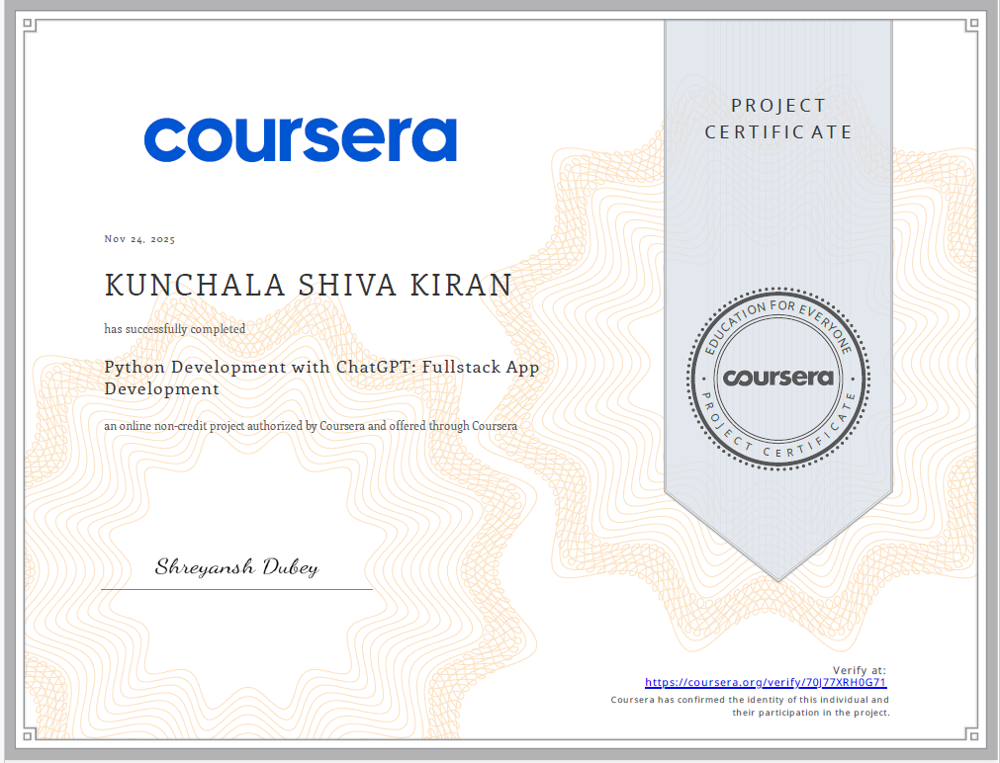 PROJECT
CERTIFICATE
coursera
Nov 24, 2025
KUNCHALA SHIVA KIRAN
has successfully completed
Python Development with ChatGPT: Fullstack App
Development
an online non-credit project authorized by Coursera and offered through Coursera
EDUCATION FOR EVERYONE
coursera
PROJECT CERTIFICATE
Shreyansh Dubey
Verify at:
https://coursera.org/verify/70J77XRH0G71
Coursera has confirmed the identity of this individual and
their participation in the project.